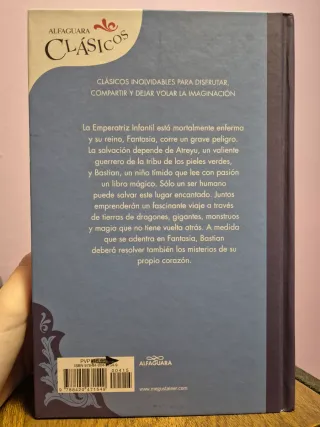 ALFAGUARA
CLÁSICOS
CLÁSICOS INOLVIDABLES PARA DISFRUTAR,
COMPARTIR Y DEJAR VOLAR LA IMAGINACIÓN
La Emperatriz Infantil está mortalmente enferma
y su reino, Fantasia, corre un grave peligro.
La salvación depende de Atreyu, un valiente
guerrero de la tribu de los pieles verdes,
y Bastian, un niño tímido que lee con pasión
un libro mágico. Sólo un ser humano
puede salvar este lugar encantado. Juntos
emprenderán un fascinante viaje a través
de tierras de dragones, gigantes, monstruos
y magia que no tiene vuelta atrás. A medida
que se adentra en Fantasia, Bastian
deberá resolver también los misterios de su
propio corazón.
PVP
ISBN
ALFAGUARA